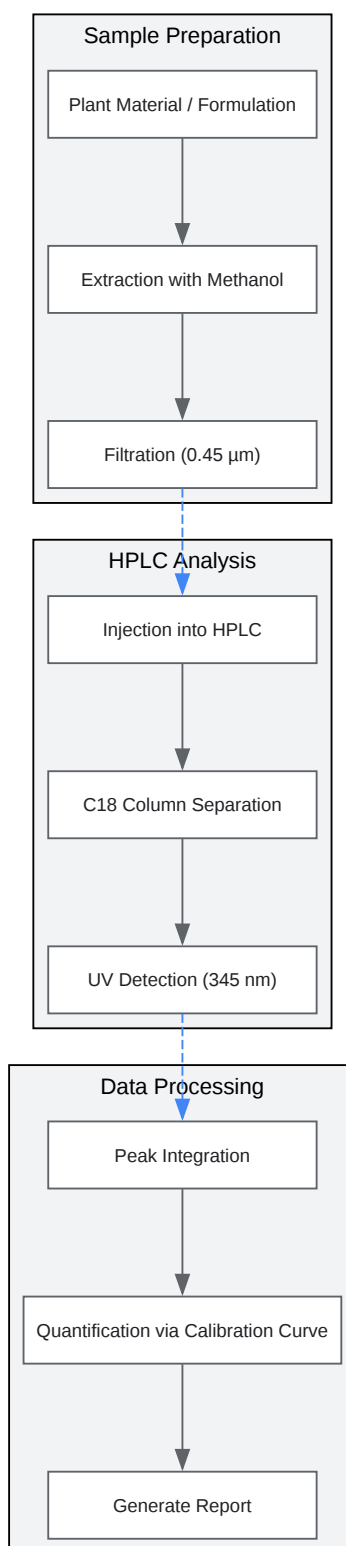 Sample Preparation
Plant Material / Formulation
Extraction with Methanol
Filtration (0.45 µm)
HPLC Analysis
Injection into HPLC
C18 Column Separation
UV Detection (345 nm)
Data Processing
Peak Integration
Quantification via Calibration Curve
Generate Report